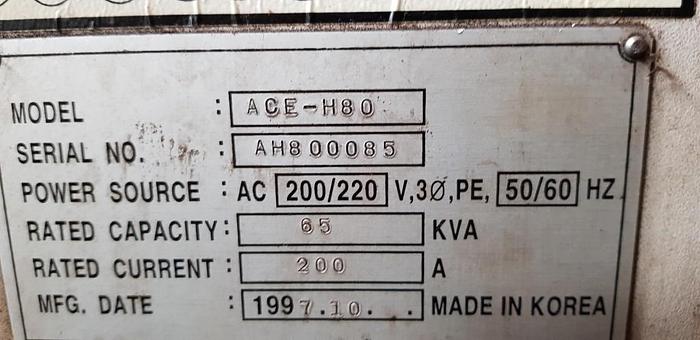 MODEL : ACE-H80
SERIAL NO. : AH800085
POWER SOURCE : AC 200/220 V,3Ø,PE, 50/60 HZ
RATED CAPACITY : 65 KVA
RATED CURRENT : 200 A
MFG. DATE : 1997.10. . MADE IN KOREA